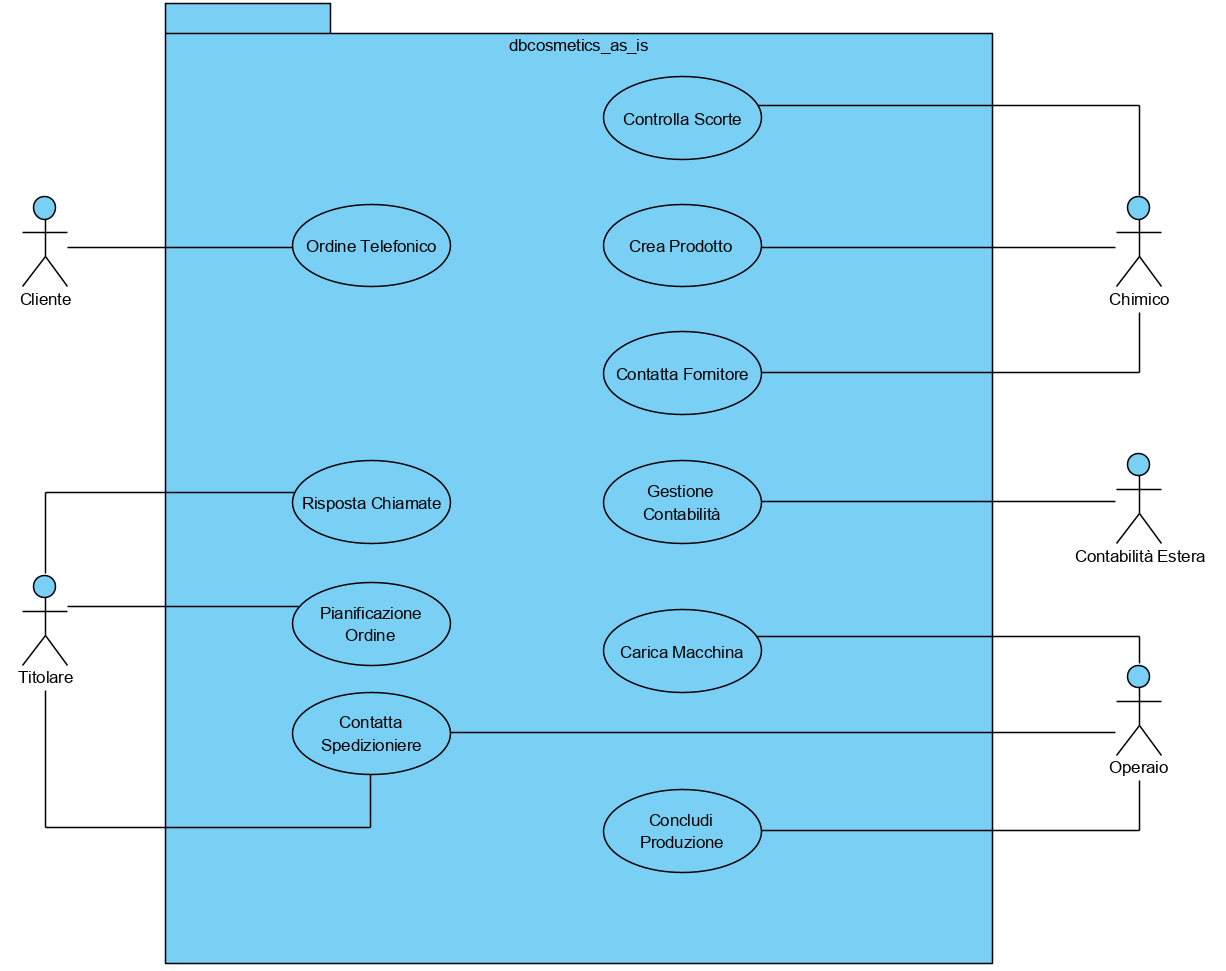 dbcosmetics_as_is
Controlla Scorte
Ordine Telefonico
Crea Prodotto
Cliente
Chimico
Contatta Fornitore
Risposta Chiamate
Gestione
Contabilità
Contabilità Estera
Pianificazione
Ordine
Carica Macchina
Titolare
Contatta
Spedizioniere
Operaio
Concludi
Produzione